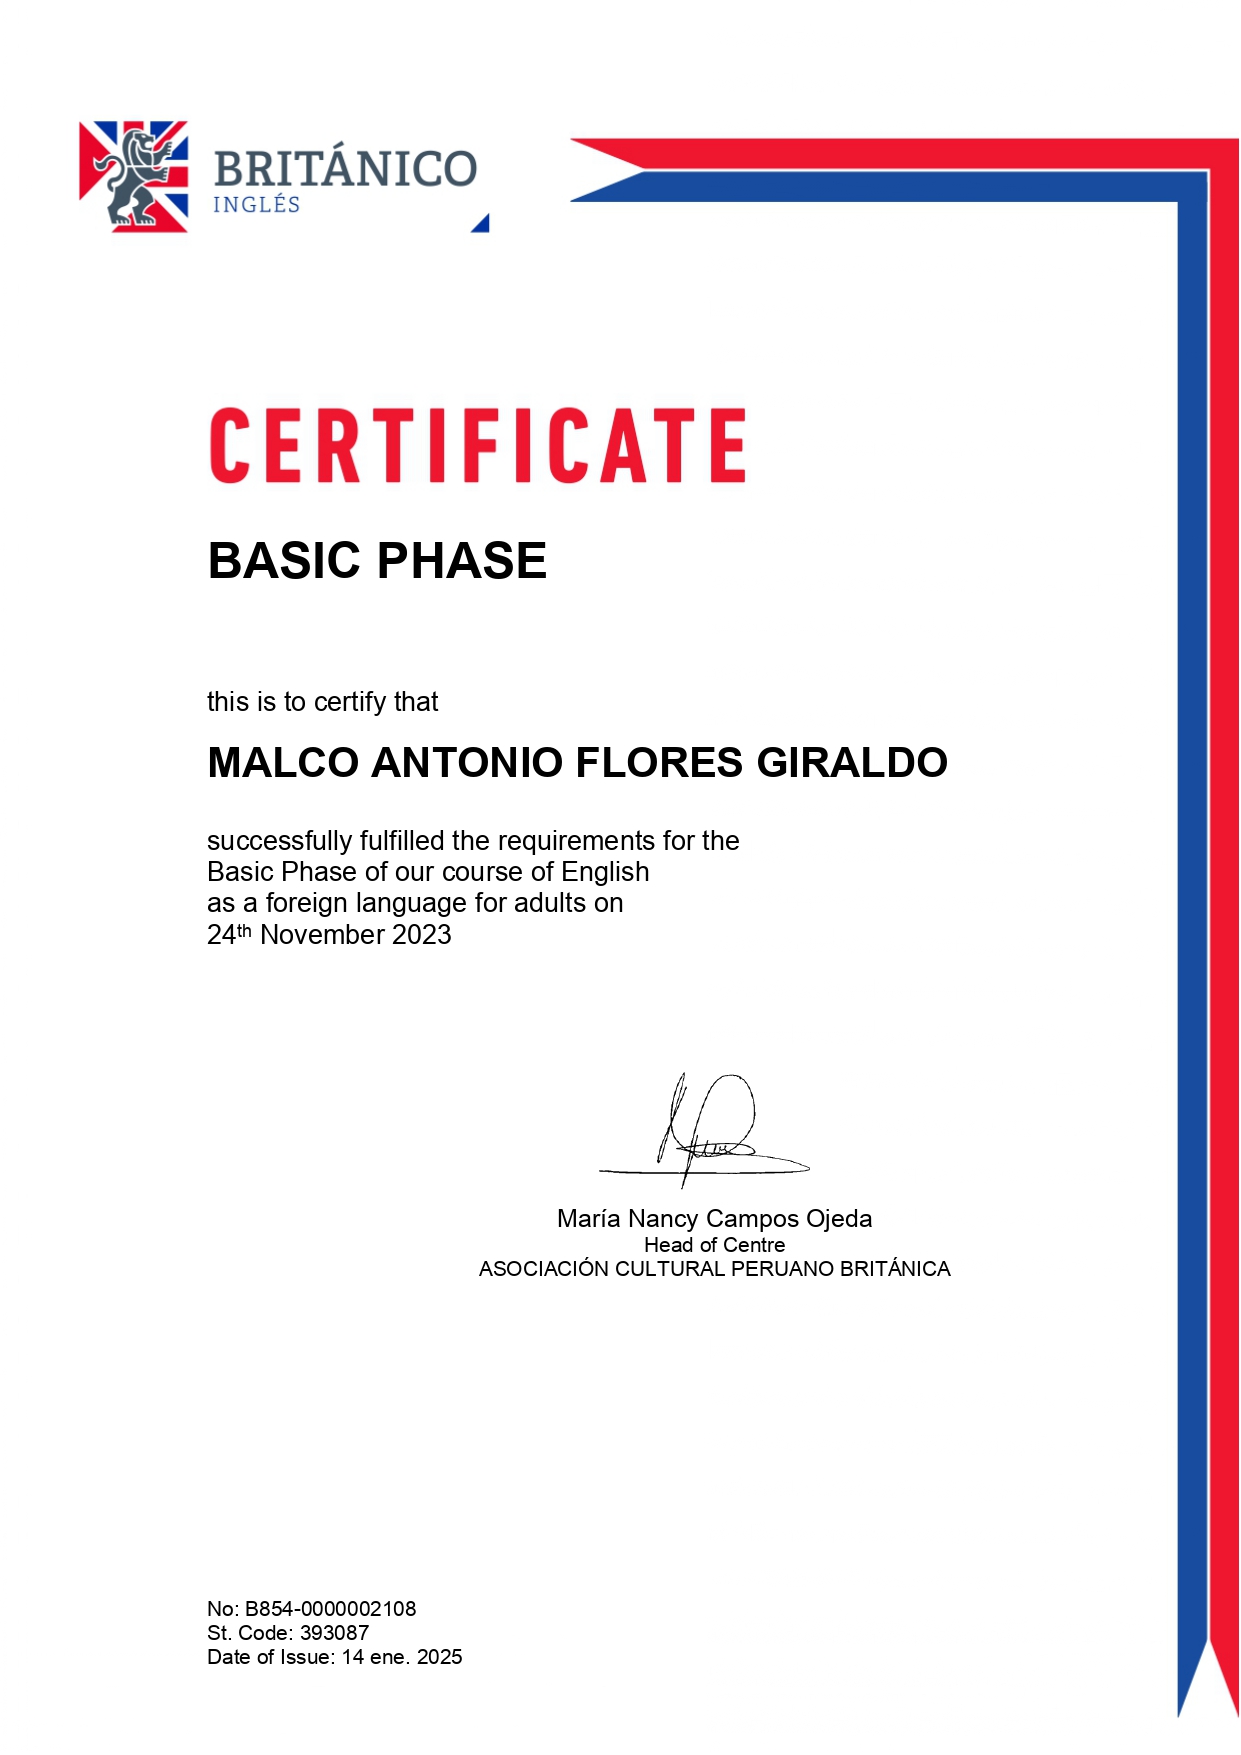 BRITÁNICO
INGLÉS
CERTIFICATE
BASIC PHASE
this is to certify that
MALCO ANTONIO FLORES GIRALDO
successfully fulfilled the requirements for the
Basic Phase of our course of English
as a foreign language for adults on
24th November 2023
María Nancy Campos Ojeda
Head of Centre
ASOCIACIÓN CULTURAL PERUANO BRITÁNICA
No: B854-0000002108
St. Code: 393087
Date of Issue: 14 ene. 2025